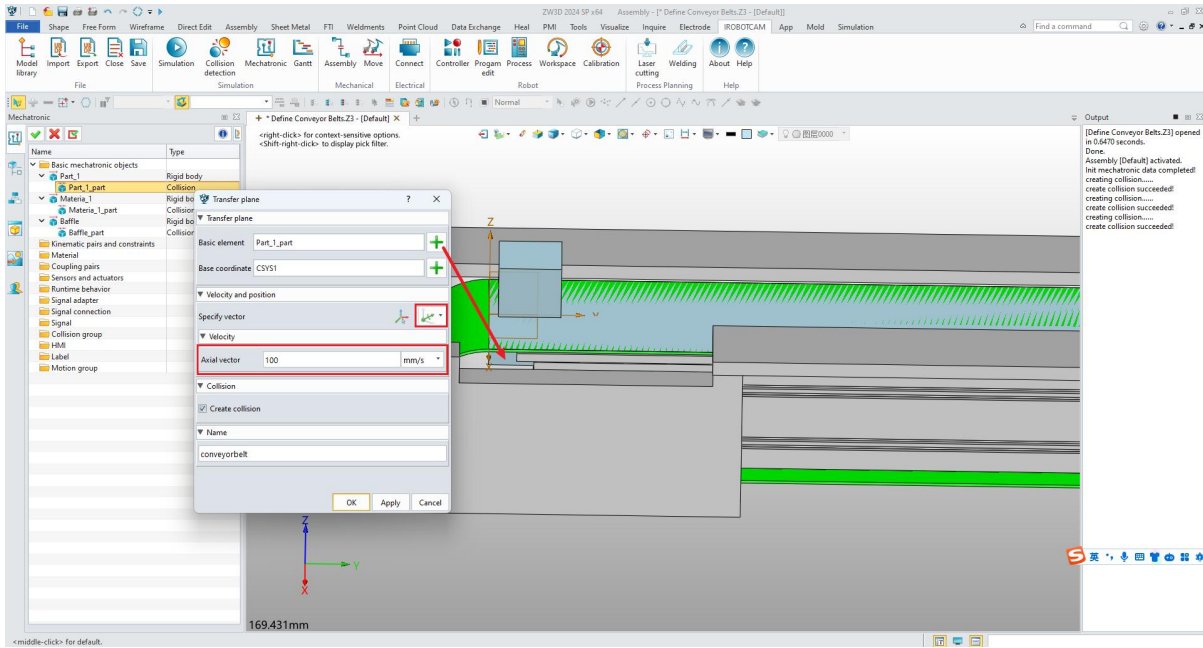 ZW3D 2024 SP x64 Assembly - [* Define Conveyor Belts.Z3 - [Default]]
File Shape Free Form Wireframe Direct Edit Assembly Sheet Metal FTI Weldments Point Cloud Data Exchange Heal PMI Tools Visualize Inquire Electrode IROBOTCAM App Mold Simulation Find a command
Model library Import Export Close Save Simulation Collision detection Mechatronic Gantt Assembly Move Connect Controller Progam edit Process Workspace Calibration Laser cutting Welding About Help
File Simulation Mechanical Electrical Robot Process Planning Help
Normal
Mechatronic
+ * Define Conveyor Belts.Z3 - [Default] × +
Output
<right-click> for context-sensitive options.
<Shift-right-click> to display pick filter.
图层0000
Name Type
Basic mechatronic objects
Part_1 Rigid body
Part_1_part Collision
Materia_1 Rigid bo
Materia_1_part Collision
Baffle Rigid bo
Baffle_part Collision
Kinematic pairs and constraints
Material
Coupling pairs
Sensors and actuators
Runtime behavior
Signal adapter
Signal connection
Signal
Collision group
HMI
Label
Motion group
Transfer plane ? ×
Transfer plane
Basic element Part_1_part
Base coordinate CSYS1
Velocity and position
Specify vector
Velocity
Axial vector 100 mm/s
Collision
Create collision
Name
conveyorbelt
OK Apply Cancel
Z
Y
X
Z
Y
X
169.431mm
[Define Conveyor Belts.Z3] opened
in 0.6470 seconds.
Done.
Assembly [Default] activated.
Init mechatronic data completed!
creating collision......
create collision succeeded!
creating collision......
create collision succeeded!
creating collision......
create collision succeeded!
英
<middle-click> for default.